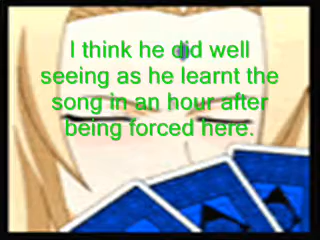 I think he did well
seeing as he learnt the
song in an hour after
being forced here.